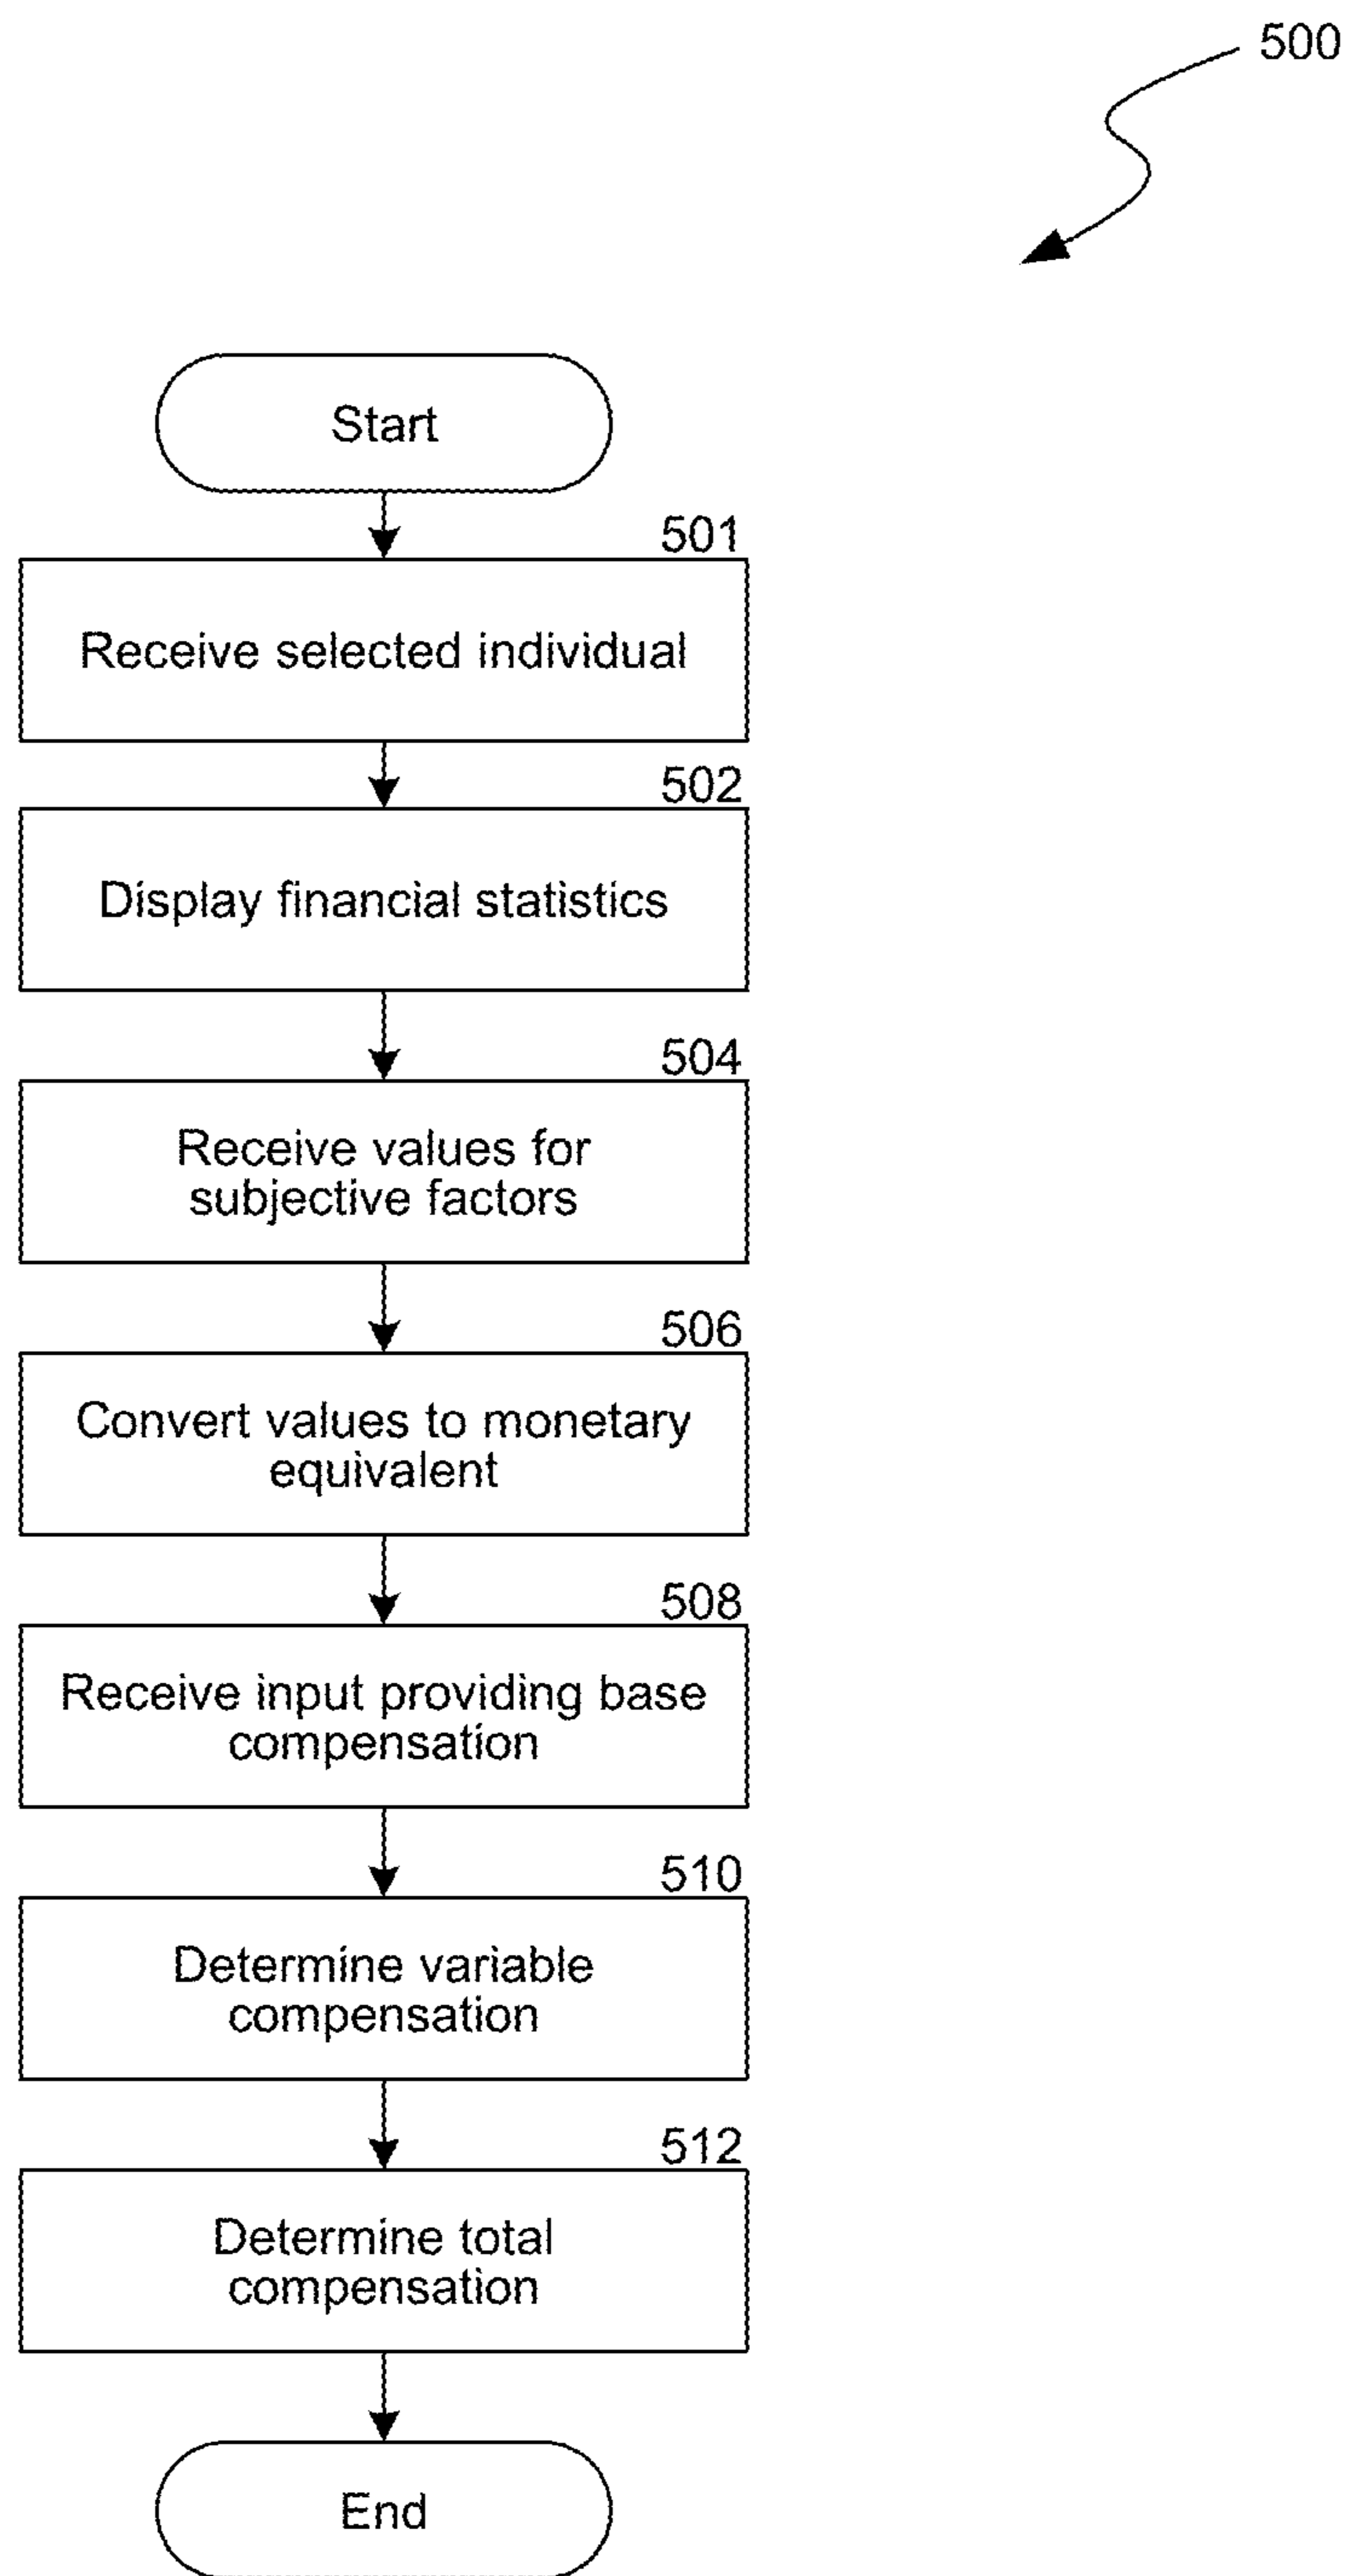 500
Start
501
Receive selected individual
502
Display financial statistics
504
Receive values for
subjective factors
506
Convert values to monetary
equivalent
508
Receive input providing base
compensation
510
Determine variable
compensation
512
Determine total
compensation
End